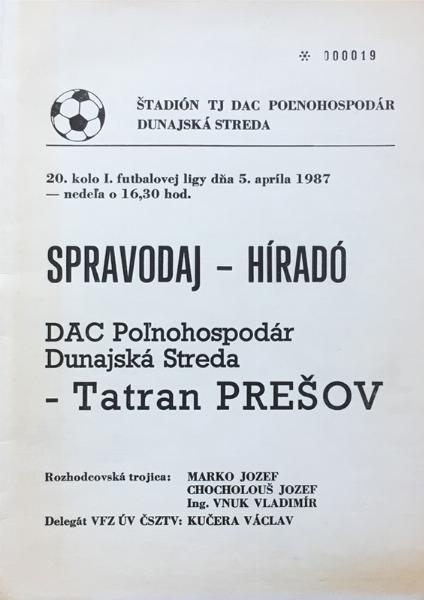 * 000019
ŠTADIÓN TJ DAC POĽNOHOSPODÁR
DUNAJSKÁ STREDA
20. kolo I. futbalovej ligy dňa 5. apríla 1987
— nedeľa o 16,30 hod.
SPRAVODAJ – HÍRADÓ
DAC Poľnohospodár
Dunajská Streda
- Tatran PREŠOV
Rozhodcovská trojica: MARKO JOZEF
CHOCHOLOUŠ JOZEF
Ing. VNUK VLADIMÍR
Delegát VFZ ÚV ČSZTV: KUČERA VÁCLAV